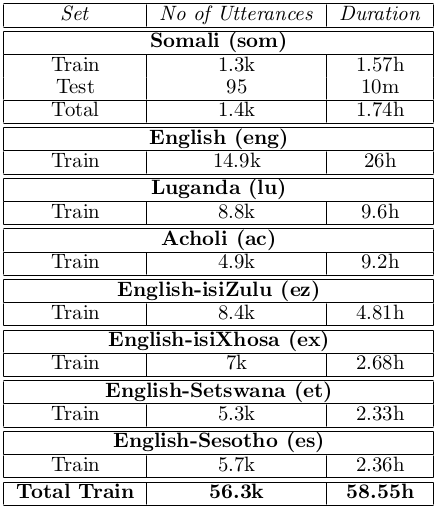 Set No of Utterances Duration
Somali (som)
Train 1.3k 1.57h
Test 95 10m
Total 1.4k 1.74h
English (eng)
Train 14.9k 26h
Luganda (lu)
Train 8.8k 9.6h
Acholi (ac)
Train 4.9k 9.2h
English-isiZulu (ez)
Train 8.4k 4.81h
English-isiXhosa (ex)
Train 7k 2.68h
English-Setswana (et)
Train 5.3k 2.33h
English-Sesotho (es)
Train 5.7k 2.36h
Total Train 56.3k 58.55h